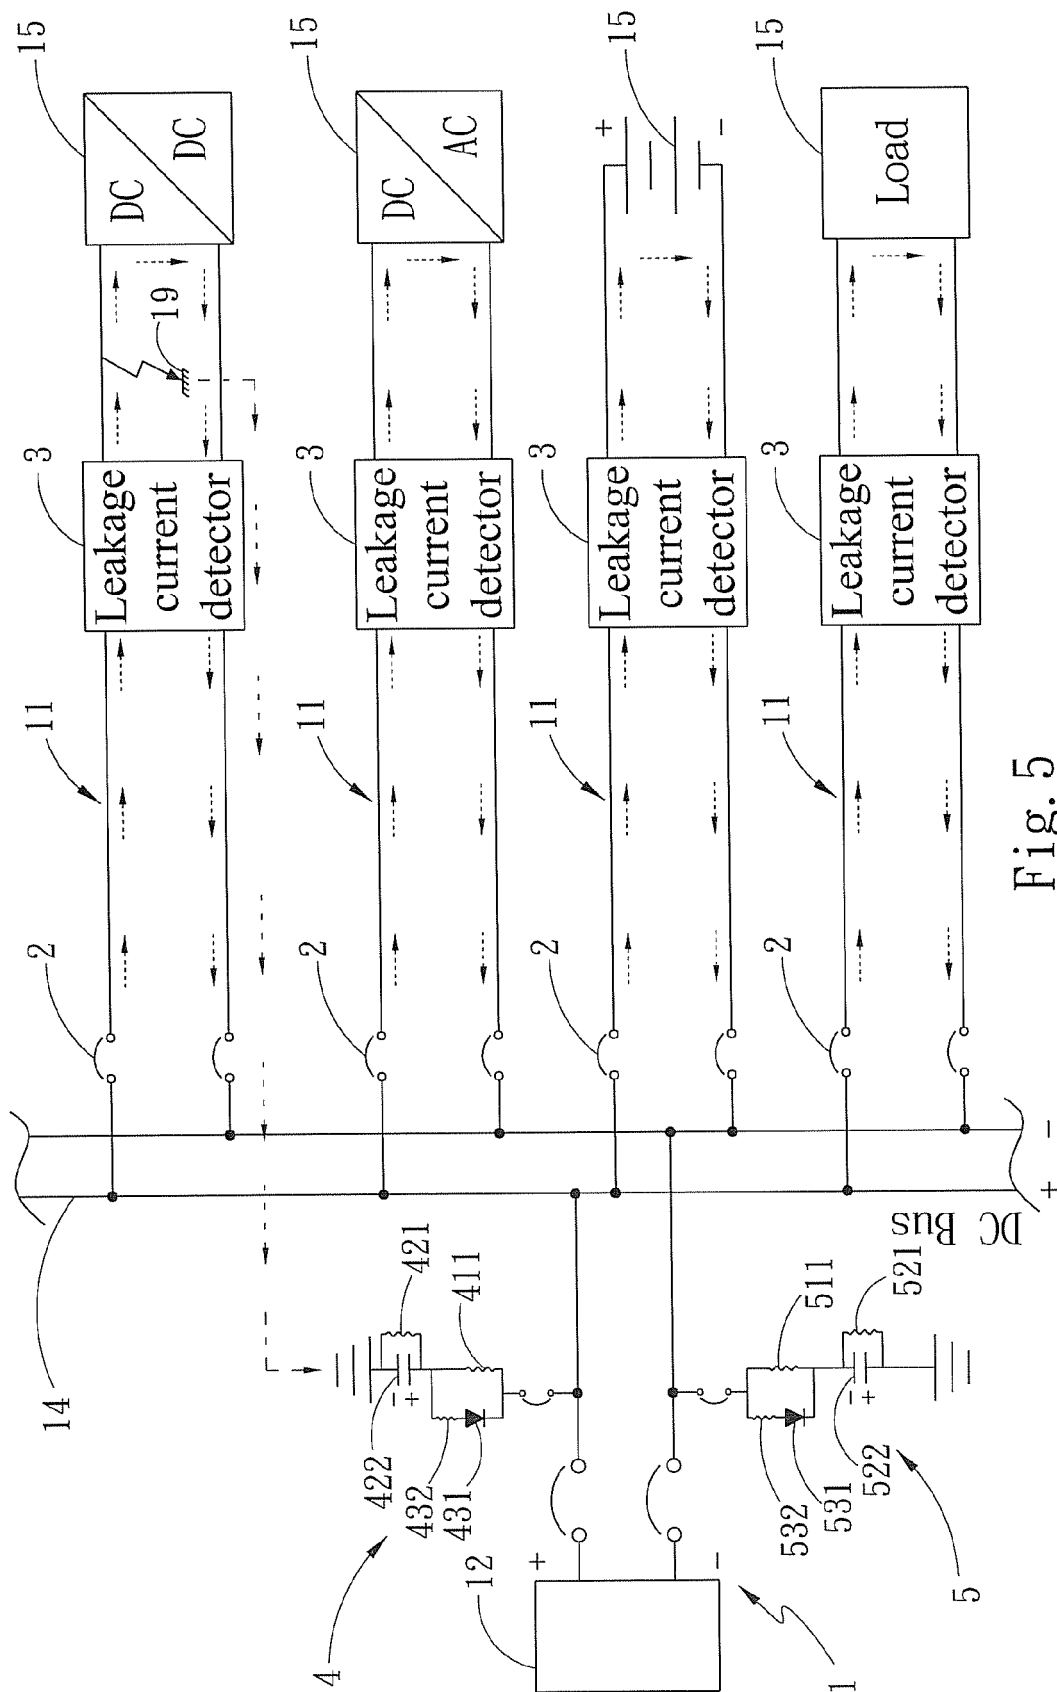 15
15
15
15
DC
DC
DC
AC
+
-
Load
19
3
3
3
3
Leakage
current
detector
Leakage
current
detector
Leakage
current
detector
Leakage
current
detector
11
11
11
11
2
2
2
2
14
DC Bus
+
-
421
411
422
-
+
432
431
4
12
+
-
1
511
521
-
+
522
531
532
5
Fig. 5